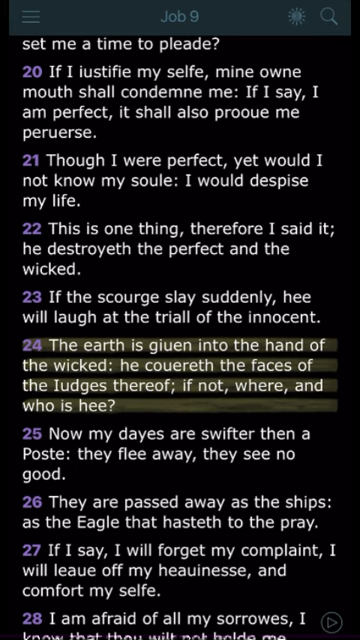 Job 9
set me a time to pleade?
20 If I iustifie my selfe, mine owne
mouth shall condemne me: If I say, I
am perfect, it shall also prooue me
peruerse.
21 Though I were perfect, yet would I
not know my soule: I would despise
my life.
22 This is one thing, therefore I said it;
he destroyeth the perfect and the
wicked.
23 If the scourge slay suddenly, hee
will laugh at the triall of the innocent.
24 The earth is giuen into the hand of
the wicked: he couereth the faces of
the Iudges thereof; if not, where, and
who is hee?
25 Now my dayes are swifter then a
Poste: they flee away, they see no
good.
26 They are passed away as the ships:
as the Eagle that hasteth to the pray.
27 If I say, I will forget my complaint, I
will leaue off my heauinesse, and
comfort my selfe.
28 I am afraid of all my sorrowes, I
know that thou wilt not holde me